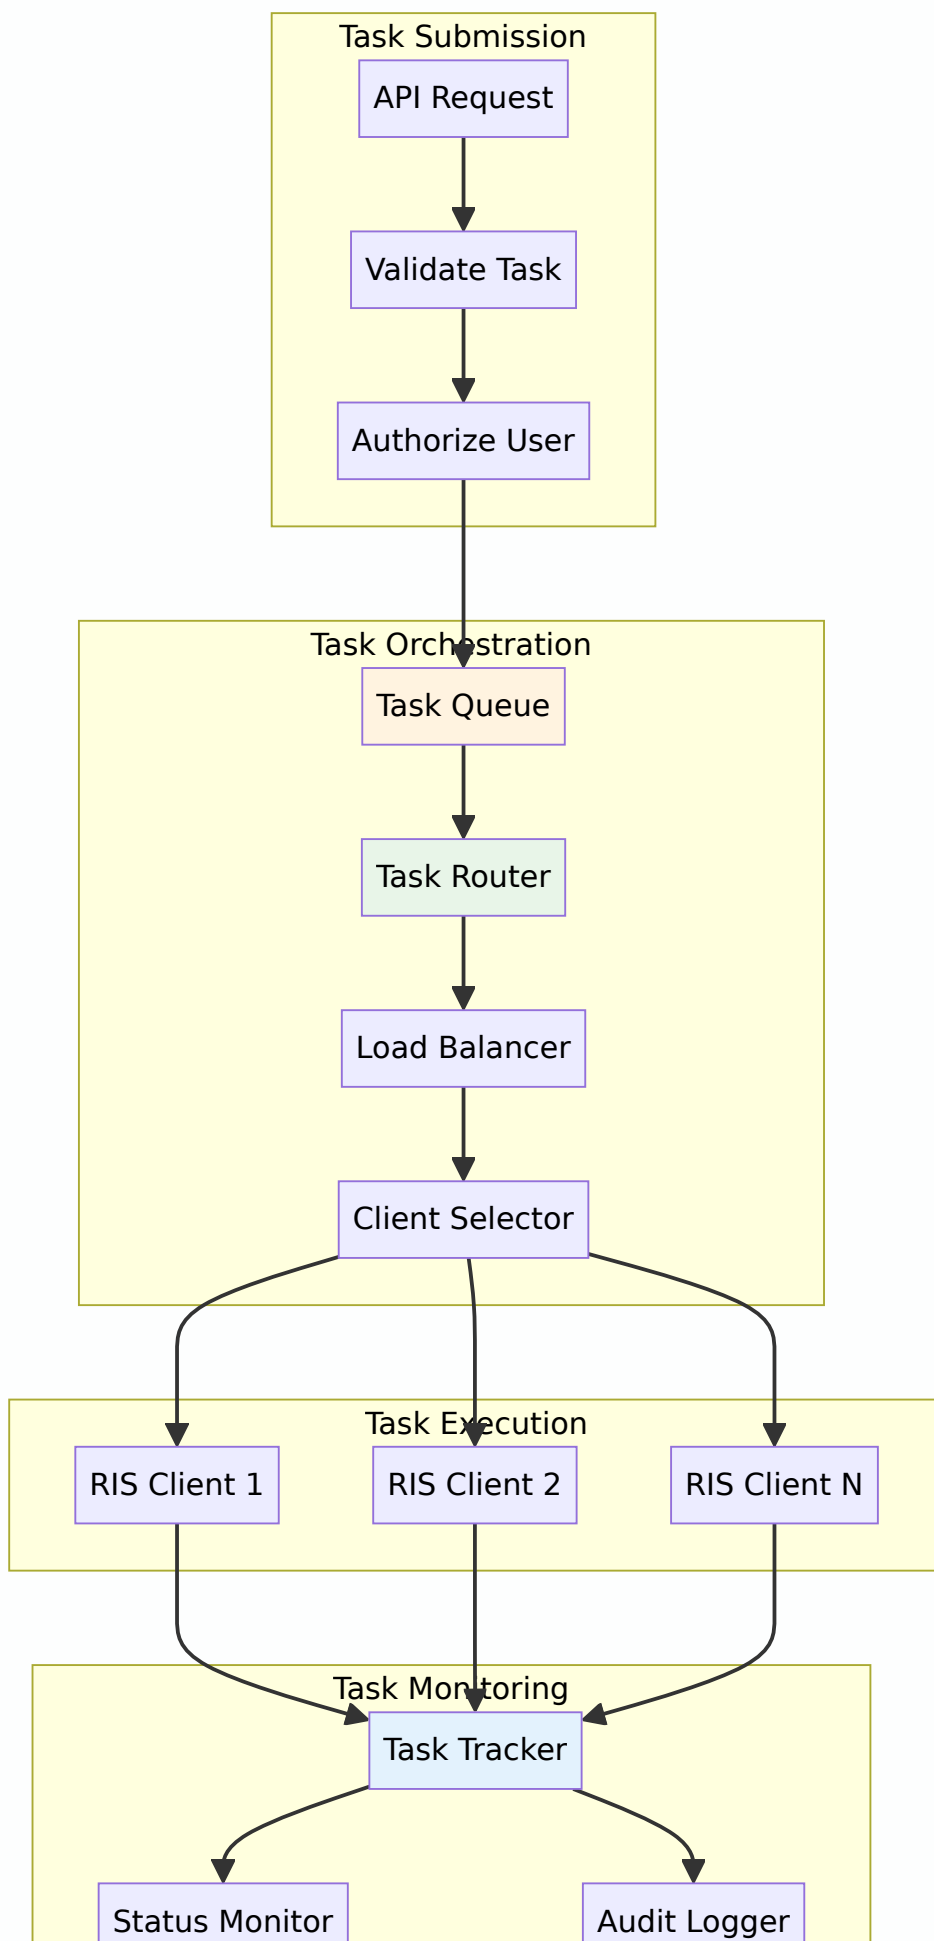 Task Submission
API Request
Validate Task
Authorize User
Task Orchestration
Task Queue
Task Router
Load Balancer
Client Selector
Task Execution
RIS Client 1
RIS Client 2
RIS Client N
Task Monitoring
Task Tracker
Status Monitor
Audit Logger